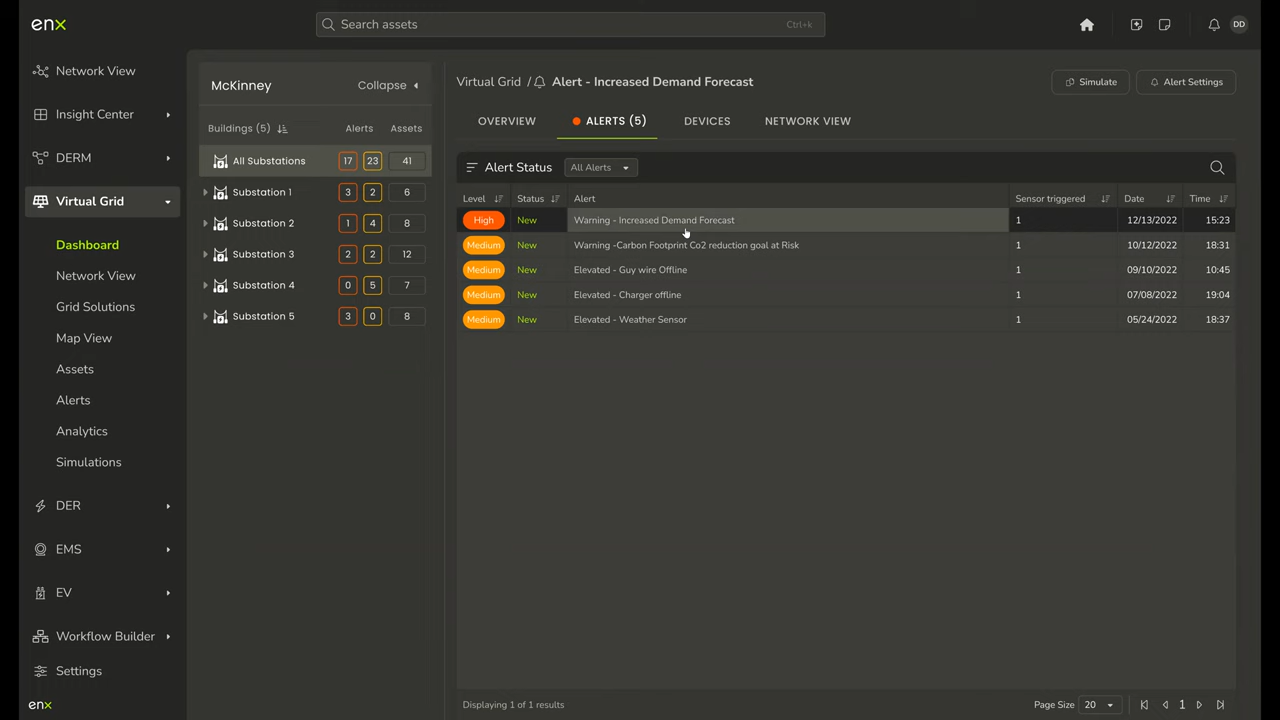 enx
Search assets
Ctrl+k
DD
Network View
Insight Center
DERM
Virtual Grid
Dashboard
Network View
Grid Solutions
Map View
Assets
Alerts
Analytics
Simulations
DER
EMS
EV
Workflow Builder
Settings
enx
McKinney Collapse
Buildings (5) Alerts Assets
All Substations 17 23 41
Substation 1 3 2 6
Substation 2 1 4 8
Substation 3 2 2 12
Substation 4 0 5 7
Substation 5 3 0 8
Virtual Grid / Alert - Increased Demand Forecast
Simulate
Alert Settings
OVERVIEW ALERTS (5) DEVICES NETWORK VIEW
Alert Status All Alerts
Level Status Alert Sensor triggered Date Time
High New Warning - Increased Demand Forecast 1 12/13/2022 15:23
Medium New Warning -Carbon Footprint Co2 reduction goal at Risk 1 10/12/2022 18:31
Medium New Elevated - Guy wire Offline 1 09/10/2022 10:45
Medium New Elevated - Charger offline 1 07/08/2022 19:04
Medium New Elevated - Weather Sensor 1 05/24/2022 18:37
Displaying 1 of 1 results
Page Size 20 1